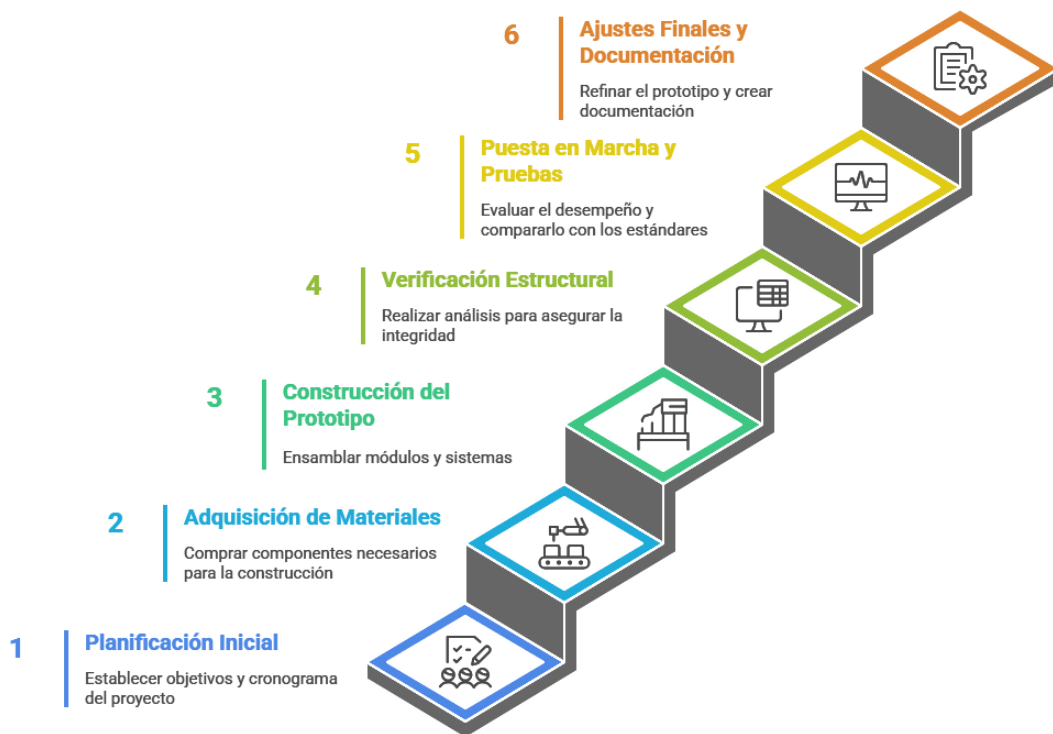 6
Ajustes Finales y
Documentación
Refinar el prototipo y crear
documentación
5
Puesta en Marcha y
Pruebas
Evaluar el desempeño y
compararlo con los estándares
4
Verificación Estructural
Realizar análisis para asegurar la
integridad
3
Construcción del
Prototipo
Ensamblar módulos y sistemas
2
Adquisición de Materiales
Comprar componentes necesarios
para la construcción
1
Planificación Inicial
Establecer objetivos y cronograma
del proyecto